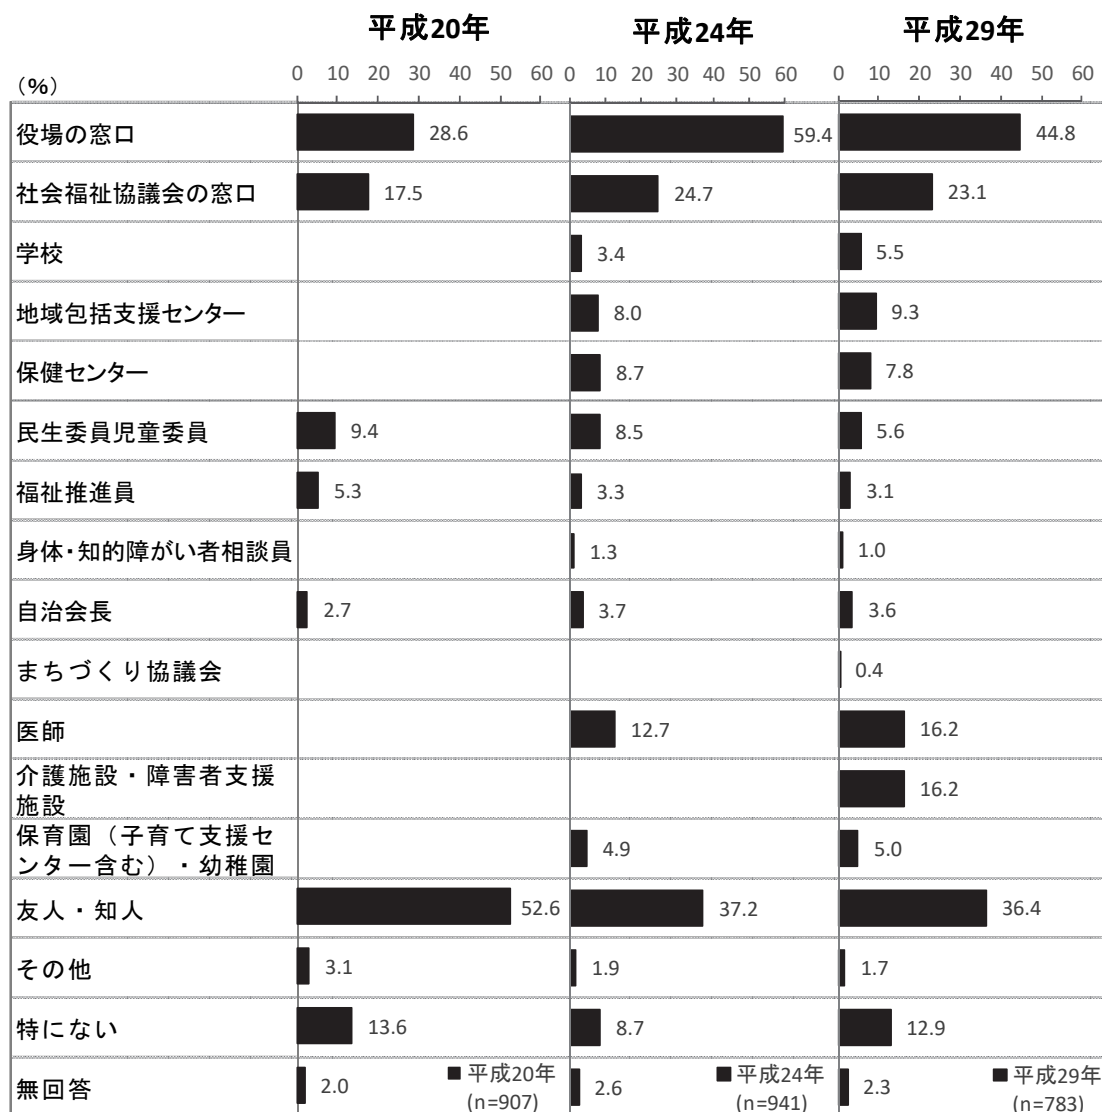 平成20年 平成24年 平成29年
(%) 0 10 20 30 40 50 60 0 10 20 30 40 50 60 0 10 20 30 40 50 60
役場の窓口 28.6 59.4 44.8
社会福祉協議会の窓口 17.5 24.7 23.1
学校 3.4 5.5
地域包括支援センター 8.0 9.3
保健センター 8.7 7.8
民生委員児童委員 9.4 8.5 5.6
福祉推進員 5.3 3.3 3.1
身体・知的障がい者相談員 1.3 1.0
自治会長 2.7 3.7 3.6
まちづくり協議会 0.4
医師 12.7 16.2
介護施設・障害者支援
施設 16.2
保育園（子育て支援セ
ンター含む）・幼稚園 4.9 5.0
友人・知人 52.6 37.2 36.4
その他 3.1 1.9 1.7
特にない 13.6 8.7 12.9
無回答 2.0 2.6 2.3
平成20年 平成24年 平成29年
(n=907) (n=941) (n=783)